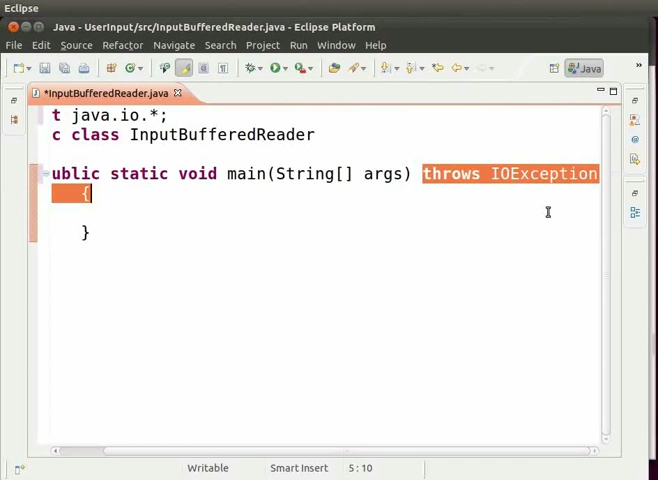 Eclipse
Java - UserInput/src/InputBufferedReader.java - Eclipse Platform
File Edit Source Refactor Navigate Search Project Run Window Help
Java »
*InputBufferedReader.java
t java.io.*;
c class InputBufferedReader
ublic static void main(String[] args) throws IOException
{
}
Writable Smart Insert 5 : 10